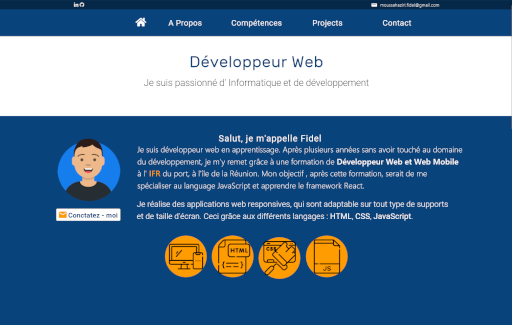 moussahaziri.fidel@gmail.com
A Propos Compétences Projects Contact
Développeur Web
Je suis passionné d' Informatique et de développement
Salut, je m'appelle Fidel
Je suis développeur web en apprentissage. Après plusieurs années sans avoir touché au domaine
du développement, je m'y remet grâce à une formation de Développeur Web et Web Mobile
à l' IFR du port, à l'île de la Réunion. Mon objectif , après cette formation, serait de me
spécialiser au language JavaScript et apprendre le framework React.
Je réalise des applications web responsives, qui sont adaptable sur tout type de supports
et de taille d'écran. Ceci grâce aux différents langages : HTML, CSS, JavaScript.
Conctatez - moi
HTML
CSS
JS